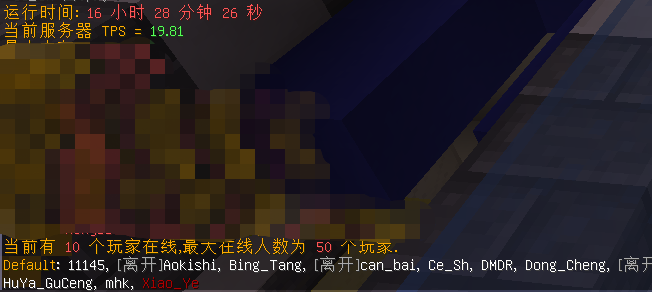 运行时间: 16 小时 28 分钟 26 秒
当前服务器 TPS = 19.81
当前有 10 个玩家在线,最大在线人数为 50 个玩家.
Default: 11145, [离开]Aokishi, Bing_Tang, [离开]can_bai, Ce_Sh, DMDR, Dong_Cheng, [离开
HuYa_GuCeng, mhk, Xiao_Ye